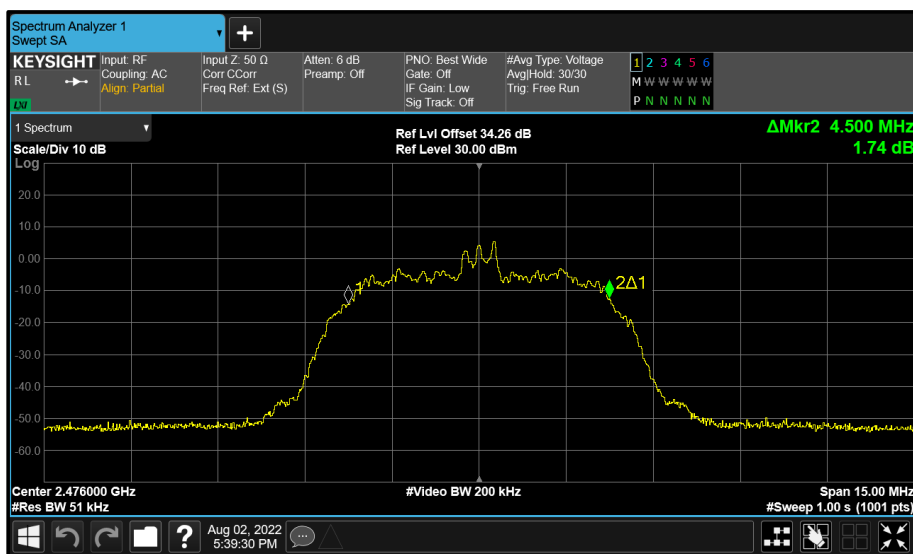 Spectrum Analyzer 1
Swept SA
+
KEYSIGHT
RL
LXI
Input: RF
Coupling: AC
Align: Partial
Input Z: 50 Ω
Corr CCorr
Freq Ref: Ext (S)
Atten: 6 dB
Preamp: Off
PNO: Best Wide
Gate: Off
IF Gain: Low
Sig Track: Off
#Avg Type: Voltage
Avg|Hold: 30/30
Trig: Free Run
1 2 3 4 5 6
M W W W W W
P N N N N N
1 Spectrum
Scale/Div 10 dB
Ref Lvl Offset 34.26 dB
Ref Level 30.00 dBm
ΔMkr2 4.500 MHz
1.74 dB
Log
20.0
10.0
0.00
-10.0
-20.0
-30.0
-40.0
-50.0
-60.0
1
2Δ1
Center 2.476000 GHz
#Res BW 51 kHz
#Video BW 200 kHz
Span 15.00 MHz
#Sweep 1.00 s (1001 pts)
?
Aug 02, 2022
5:39:30 PM